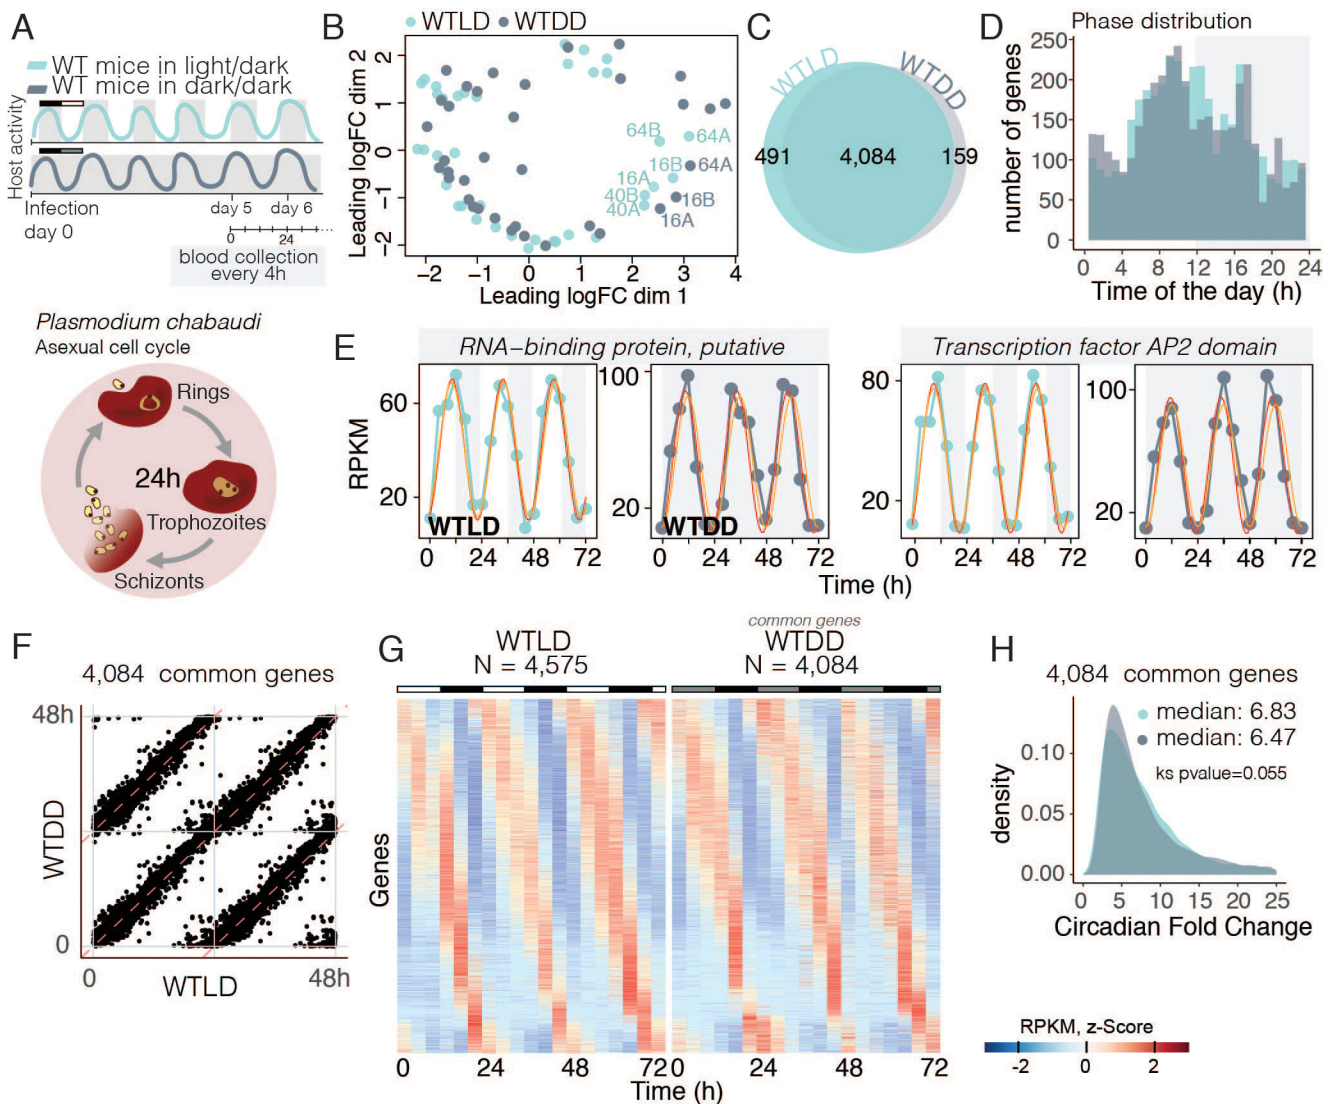 A
WT mice in light/dark
WT mice in dark/dark
Host activity
Infection
day 0
day 5
day 6
0
24
blood collection
every 4h
Plasmodium chabaudi
Asexual cell cycle
Rings
24h
Trophozoites
Schizonts
B
WTLD
WTDD
Leading logFC dim 2
2
1
0
−1
−2
64B
64A
16B
64A
16A
40B
40A
16B
16A
−2
−1
0
1
2
3
4
Leading logFC dim 1
C
WTLD
WTDD
491
4,084
159
D
Phase distribution
number of genes
250
200
150
100
50
0
0
4
8
12
16
20
24
Time of the day (h)
E
RNA−binding protein, putative
Transcription factor AP2 domain
RPKM
60
20
WTLD
0
24
48
72
100
20
WTDD
0
24
48
72
80
20
0
24
48
72
100
20
0
24
48
72
Time (h)
F
4,084 common genes
48h
WTDD
0
0
WTLD
48h
G
WTLD
N = 4,575
common genes
WTDD
N = 4,084
Genes
0
24
48
72
0
24
48
72
Time (h)
H
4,084 common genes
median: 6.83
median: 6.47
ks pvalue=0.055
density
0.10
0.05
0.00
0
5
10
15
20
25
Circadian Fold Change
RPKM, z-Score
-2
0
2